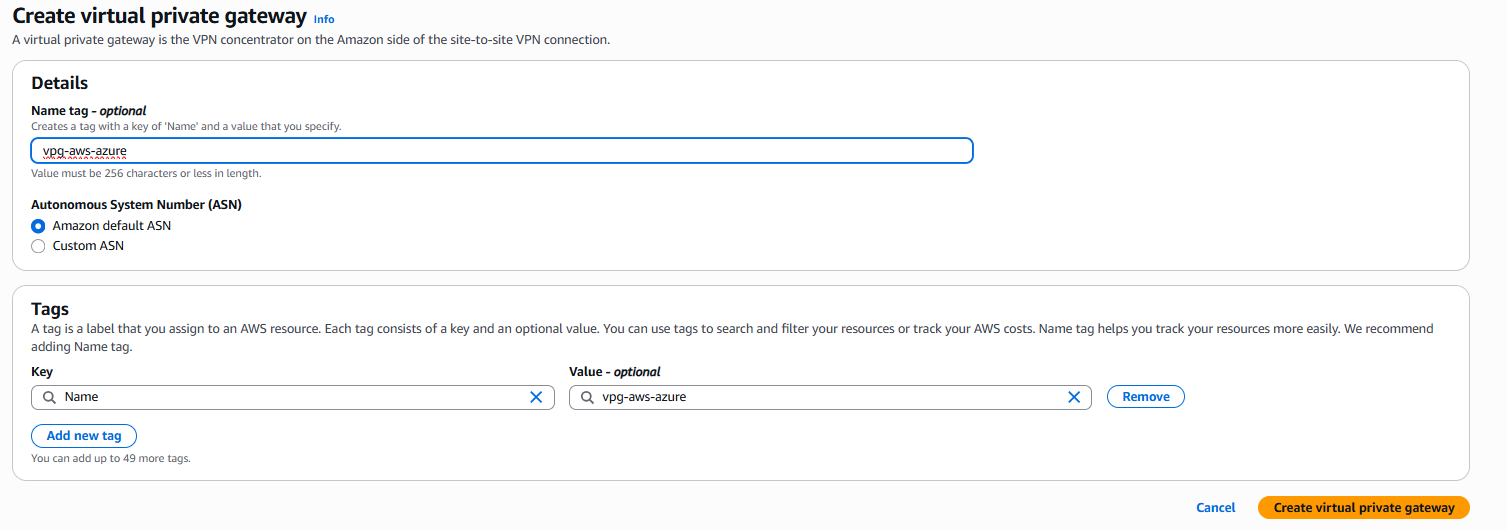 Create virtual private gateway Info
A virtual private gateway is the VPN concentrator on the Amazon side of the site-to-site VPN connection.
Details
Name tag - optional
Creates a tag with a key of 'Name' and a value that you specify.
vpg-aws-azure
Value must be 256 characters or less in length.
Autonomous System Number (ASN)
Amazon default ASN
Custom ASN
Tags
A tag is a label that you assign to an AWS resource. Each tag consists of a key and an optional value. You can use tags to search and filter your resources or track your AWS costs. Name tag helps you track your resources more easily. We recommend
adding Name tag.
Key Value - optional
Name vpg-aws-azure Remove
Add new tag
You can add up to 49 more tags.
Cancel Create virtual private gateway